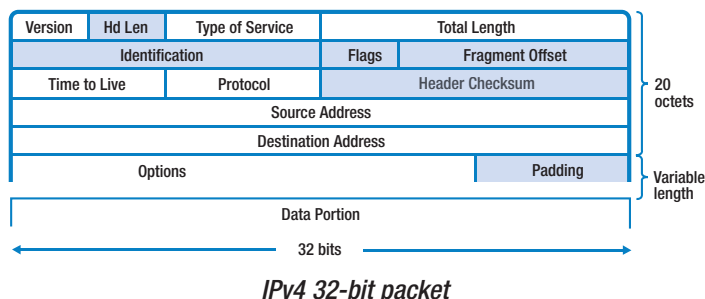 Version Hd Len Type of Service Total Length
Identification Flags Fragment Offset
Time to Live Protocol Header Checksum
20
octets
Source Address
Destination Address
Options Padding
Variable
length
Data Portion
32 bits
IPv4 32-bit packet